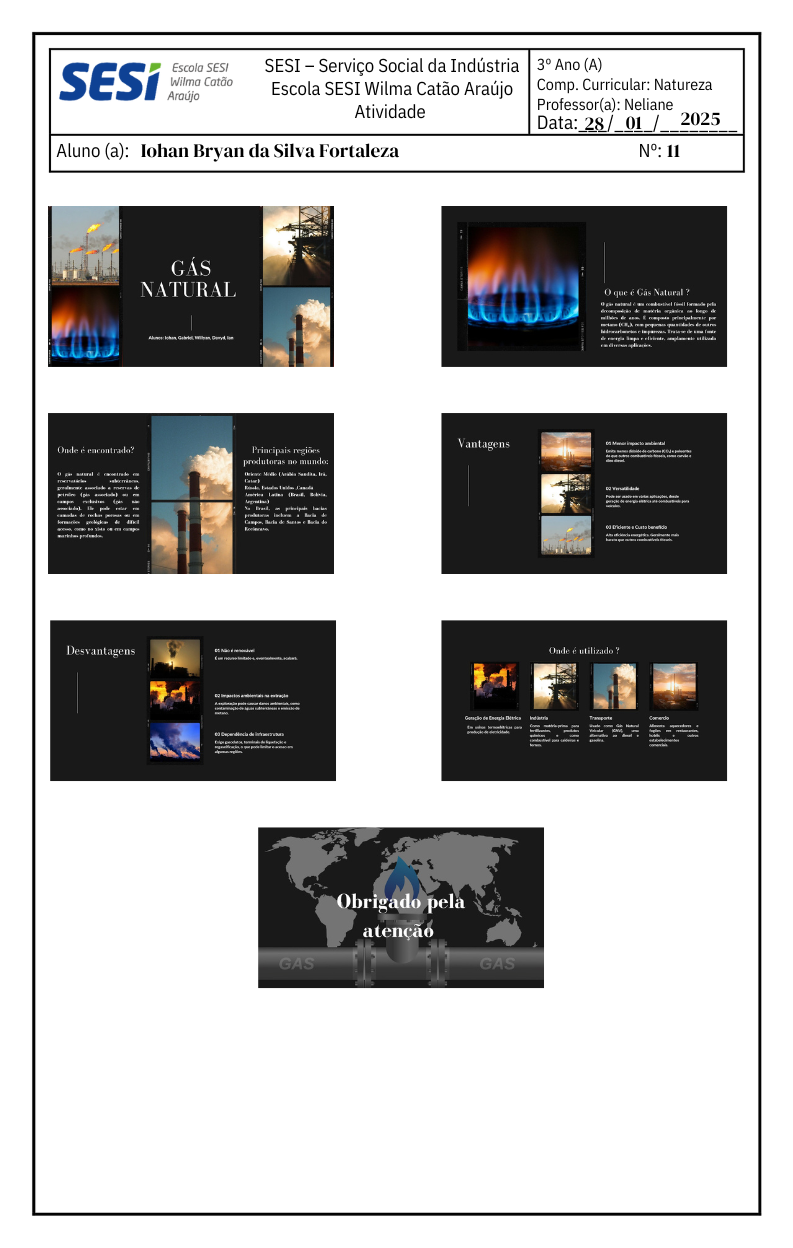 SESI
Escola SESI
Wilma Catão
Araújo
SESI – Serviço Social da Indústria
Escola SESI Wilma Catão Araújo
Atividade
3º Ano (A)
Comp. Curricular: Natureza
Professor(a): Neliane
Data: 28 / 01 / 2025
Aluno (a): Iohan Bryan da Silva Fortaleza
Nº: 11
GÁS
NATURAL
Alunos: Iohan, Gabriel, Willian, Danyd, Ian
O que é Gás Natural ?
O gás natural é um combustível fóssil formado pela
decomposição de matéria orgânica ao longo de
milhões de anos. É composto principalmente por
metano (CH₄), com pequenas quantidades de outros
hidrocarbonetos e impurezas. Trata-se de uma fonte
de energia limpa e eficiente, amplamente utilizada
em diversas aplicações.
Onde é encontrado?
O gás natural é encontrado em
reservatórios subterrâneos,
geralmente associado a reservas de
petróleo (gás associado) ou em
campos exclusivos (gás não
associado). Ele pode estar em
camadas de rochas porosas ou em
formações geológicas de difícil
acesso, como no xisto ou em campos
marinhos profundos.
Principais regiões
produtoras no mundo:
Oriente Médio (Arábia Saudita, Irã,
Catar)
Rússia, Estados Unidos ,Canadá
América Latina (Brasil, Bolívia,
Argentina)
No Brasil, as principais bacias
produtoras incluem a Bacia de
Campos, Bacia de Santos e Bacia do
Recôncavo.
Vantagens
01 Menor impacto ambiental
Emite menos dióxido de carbono (CO₂) e poluentes
do que outros combustíveis fósseis, como carvão e
óleo diesel.
02 Versatilidade
Pode ser usado em várias aplicações, desde
geração de energia elétrica até combustível para
veículos.
03 Eficiente e Custo benefício
Alta eficiência energética. Geralmente mais
barato que outros combustíveis fósseis.
Desvantagens
01 Não é renovável
É um recurso limitado e, eventualmente, acabará.
02 Impactos ambientais na extração
A exploração pode causar danos ambientais, como
contaminação de águas subterrâneas e emissão de
metano.
03 Dependência de Infraestrutura
Exige gasodutos, terminais de liquefação e
regaseificação, o que pode limitar o acesso em
algumas regiões.
Onde é utilizado ?
Geração de Energia Elétrica
Em usinas termoelétricas para
produção de eletricidade.
Indústria
Como matéria-prima para
fertilizantes, produtos
químicos e como
combustível para caldeiras e
fornos.
Transporte
Usado como Gás Natural
Veicular (GNV), uma
alternativa ao diesel e
gasolina.
Comercio
Alimenta aquecedores e
fogões em restaurantes,
hotéis e outros
estabelecimentos
comerciais.
Obrigado pela
atenção
GAS
GAS